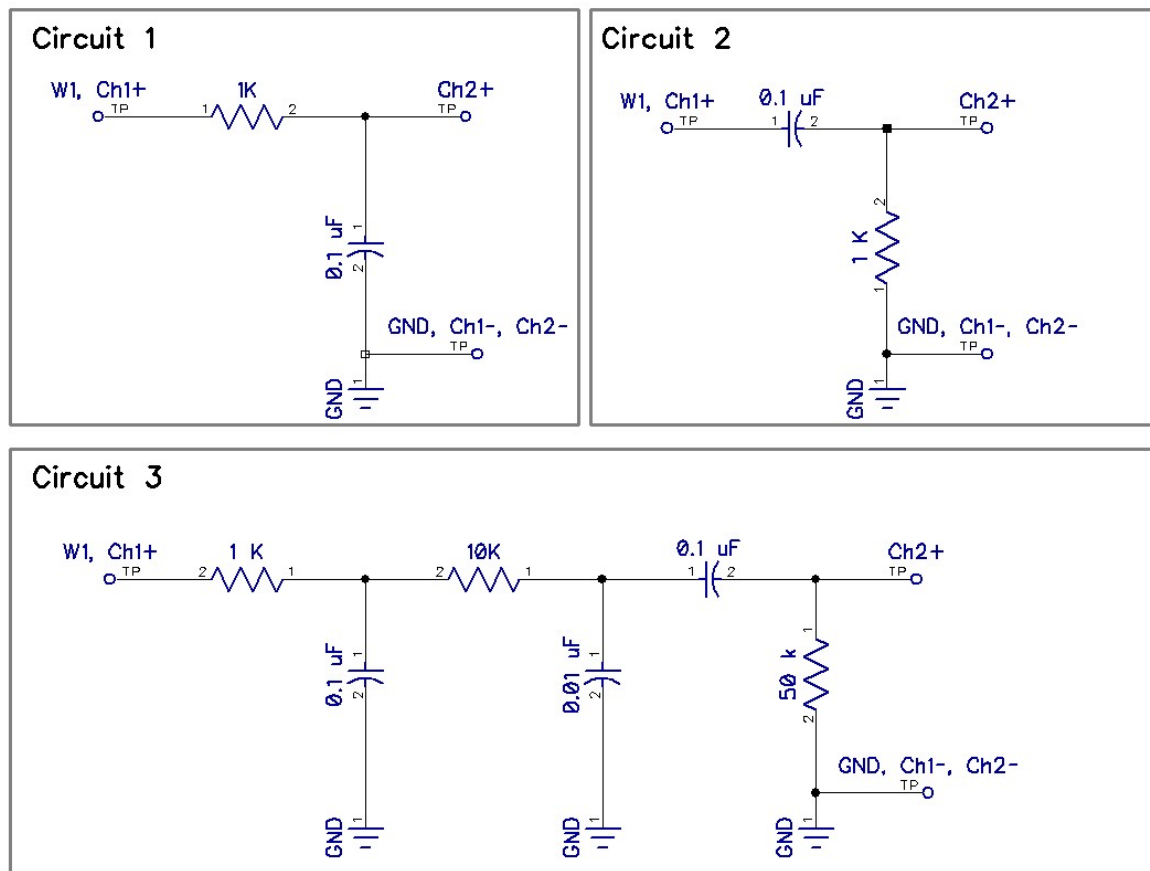 Circuit 1
W1, Ch1+
TP
1
1K
2
Ch2+
TP
0.1 uF
1
2
GND, Ch1-, Ch2-
TP
GND
1
Circuit 2
W1, Ch1+
TP
0.1 uF
1
2
Ch2+
TP
2
1 K
1
GND, Ch1-, Ch2-
TP
GND
1
Circuit 3
W1, Ch1+
TP
1 K
2
1
10K
2
1
0.1 uF
1
2
Ch2+
TP
0.1 uF
1
2
0.01 uF
1
2
50 k
1
2
GND, Ch1-, Ch2-
TP
GND
1
GND
1
GND
1